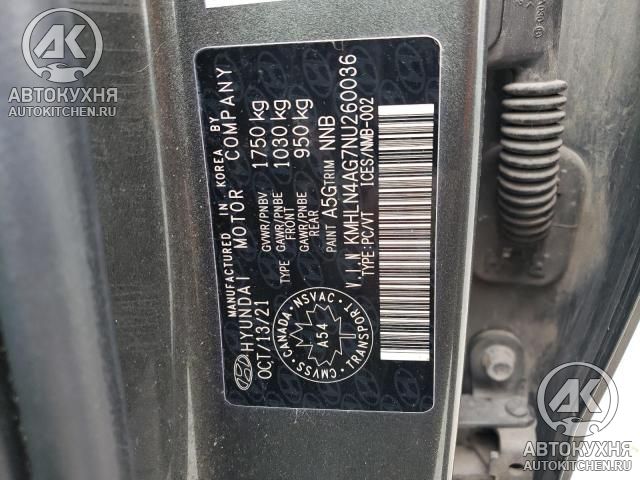 MANUFACTURED IN KOREA BY
HYUNDAI MOTOR COMPANY
OCT/13/21
GVWR/PNBV 1750 kg
TYPE GAWR/PNBE FRONT 1030 kg
GAWR/PNBE REAR 950 kg
PAINT A5G TRIM NNB
V I N KMHLN4AG7NU260036
TYPE:PC/VT ICES/NMB-002
CANADA, NSVAC
A54
CMVSS
TRANSPORT
AK
АВТОКУХНЯ
AUTOKITCHEN.RU
AK
АВТОКУХНЯ
AUTOKITCHEN.RU